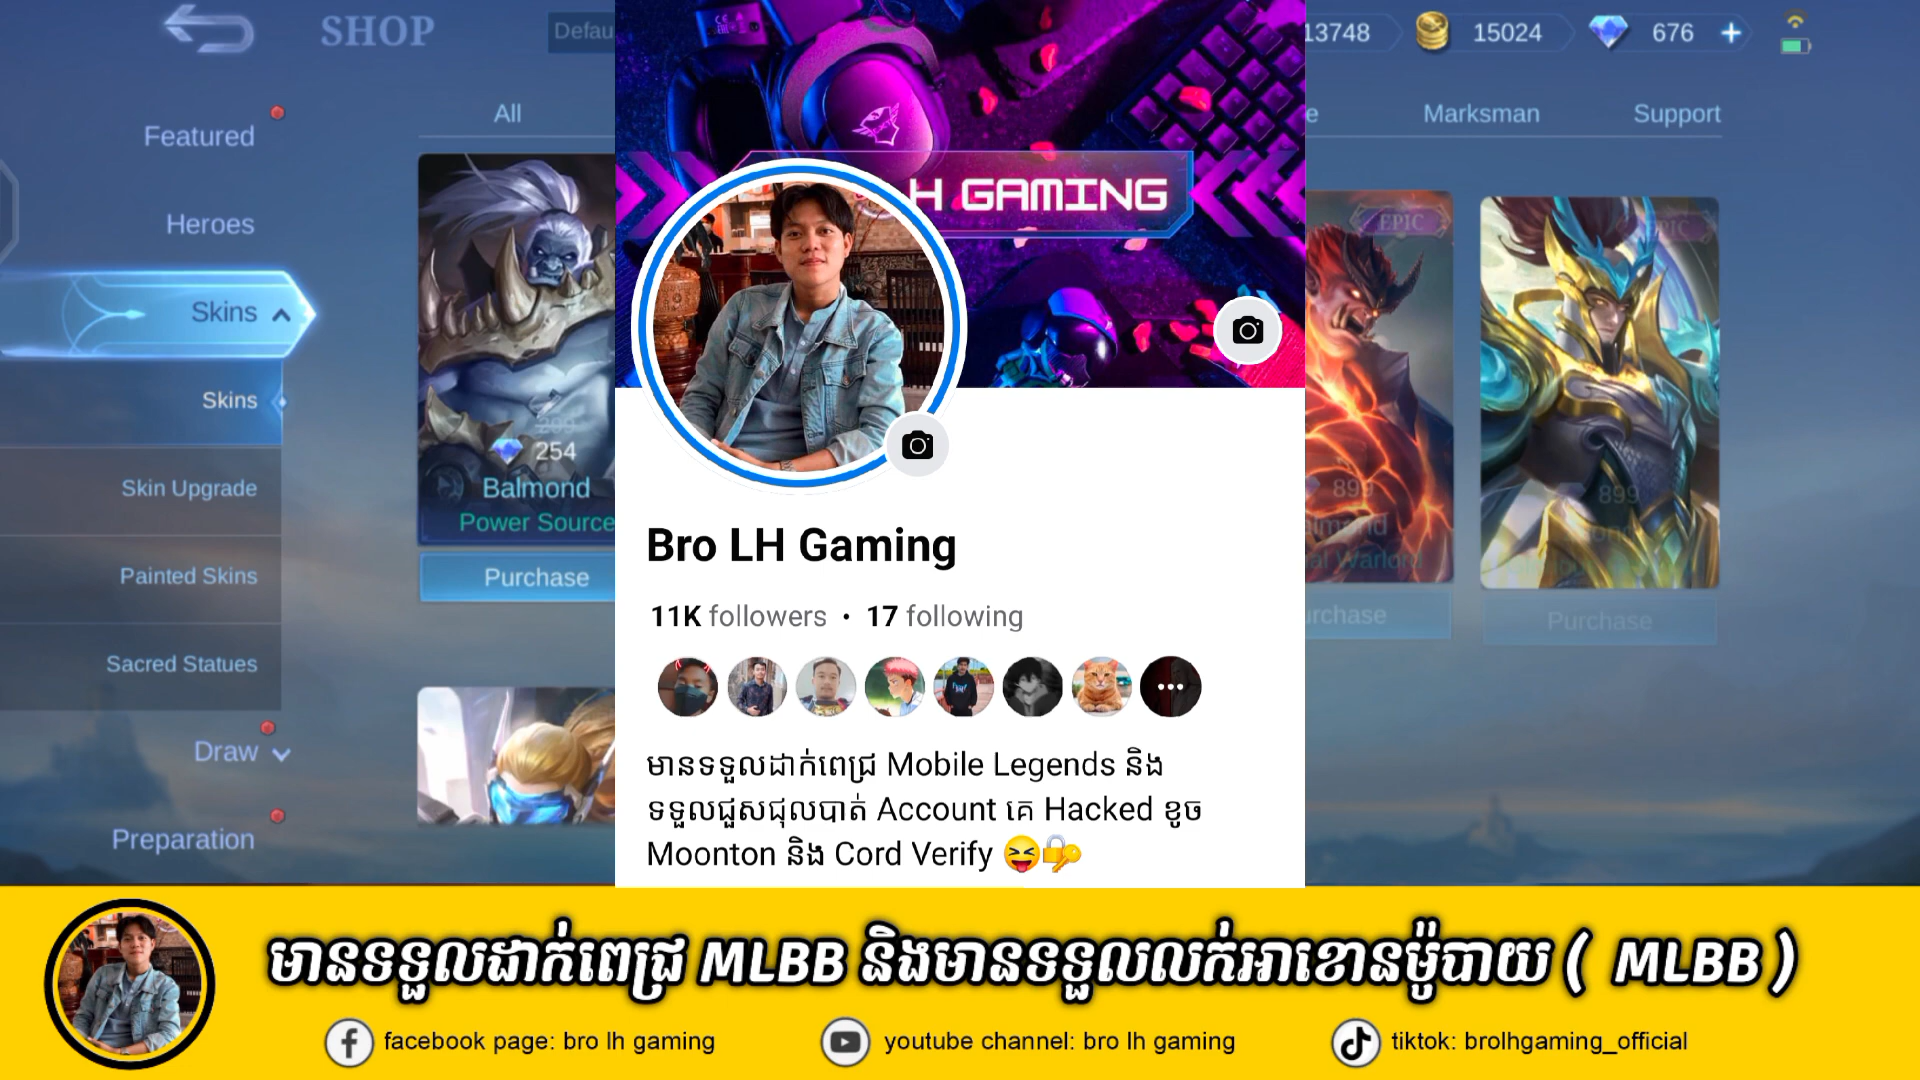 SHOP
Defau
13748
15024
676
All
e
Marksman
Support
Featured
Heroes
Skins
Skins
Skin Upgrade
Painted Skins
Sacred Statues
Draw
Preparation
H GAMING
EPIC
254
Balmond
Power Source
Purchase
899
899
Purchase
Bro LH Gaming
11K followers • 17 following
មានទទួលដាក់ពេជ្រ Mobile Legends និង
ទទួលជួសជុលបាត់ Account គេ Hacked ខូច
Moonton និង Cord Verify 😝🔐
មានទទួលដាក់ពេជ្រ MLBB និងមានទទួលលក់អាខោនម៉ូបាយ ( MLBB )
facebook page: bro lh gaming
youtube channel: bro lh gaming
tiktok: brolhgaming_official